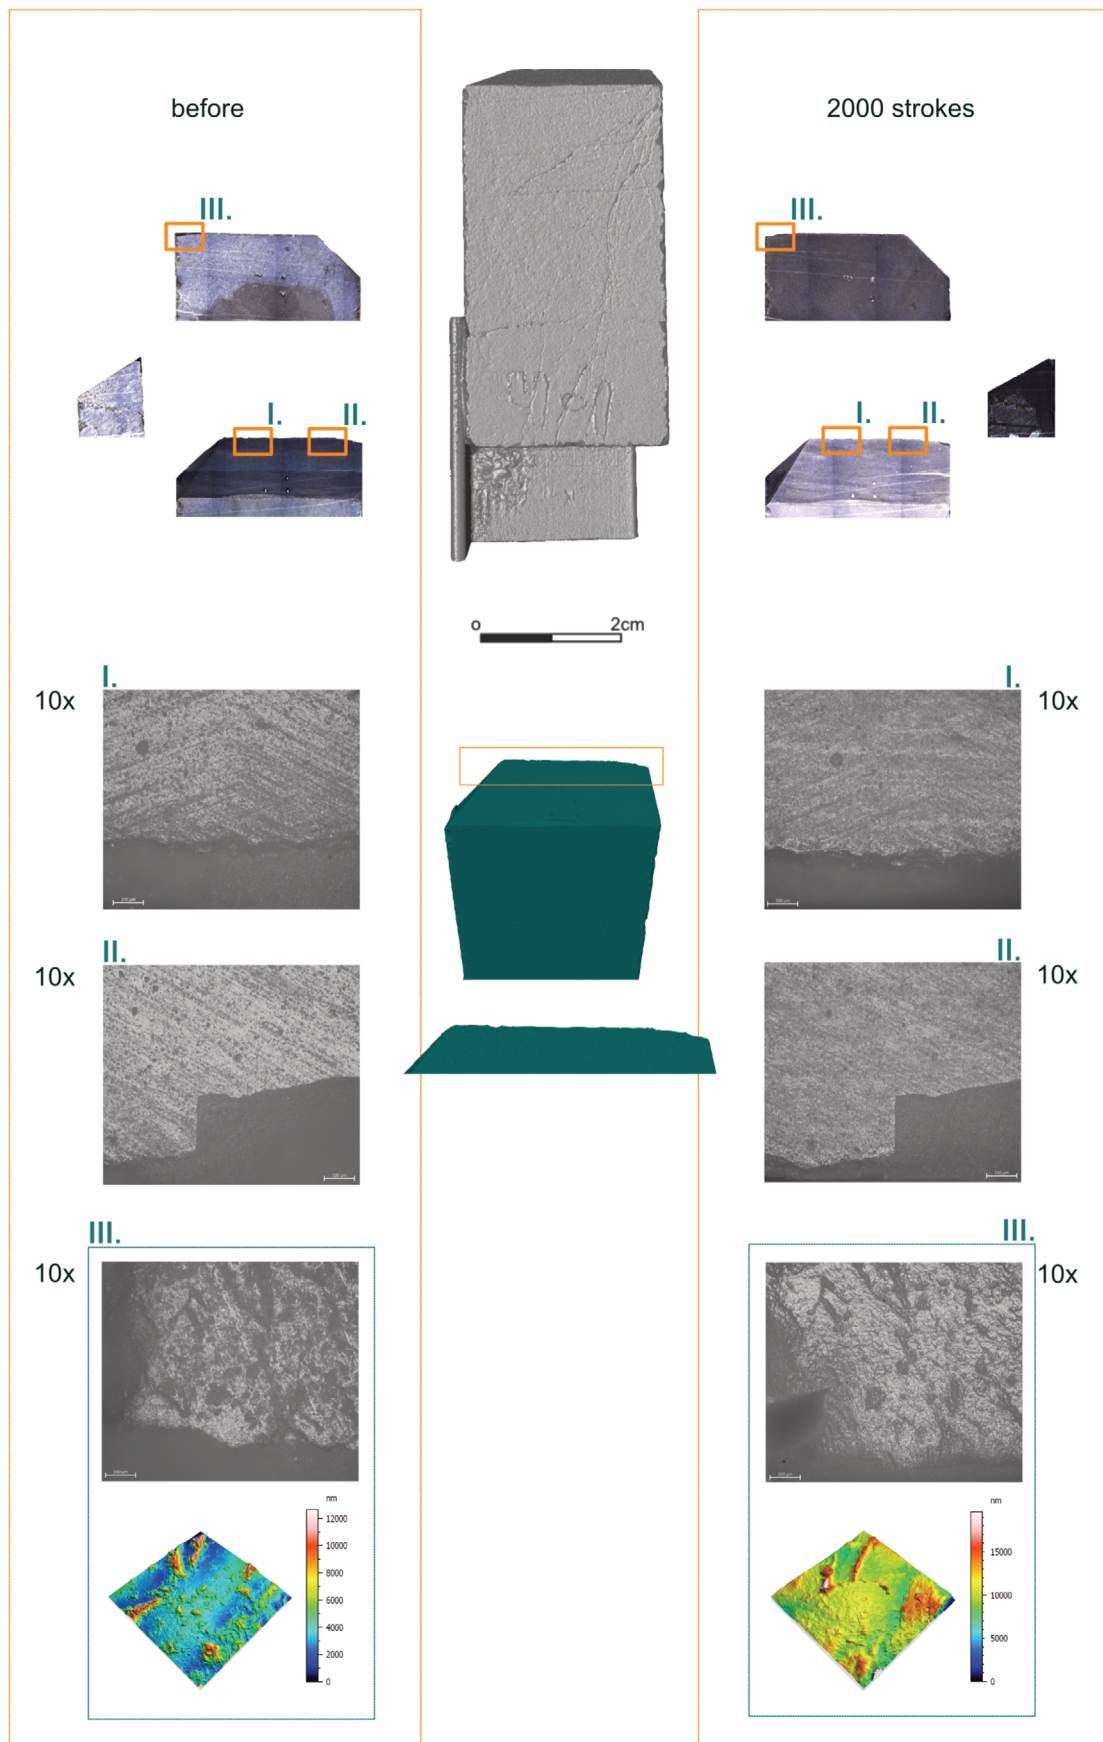 before
2000 strokes
III.
III.
I.
II.
I.
II.
o
2cm
I.
10x
I.
10x
II.
10x
II.
10x
III.
10x
III.
10x
nm
12000
10000
8000
6000
4000
2000
0
nm
15000
10000
5000
0